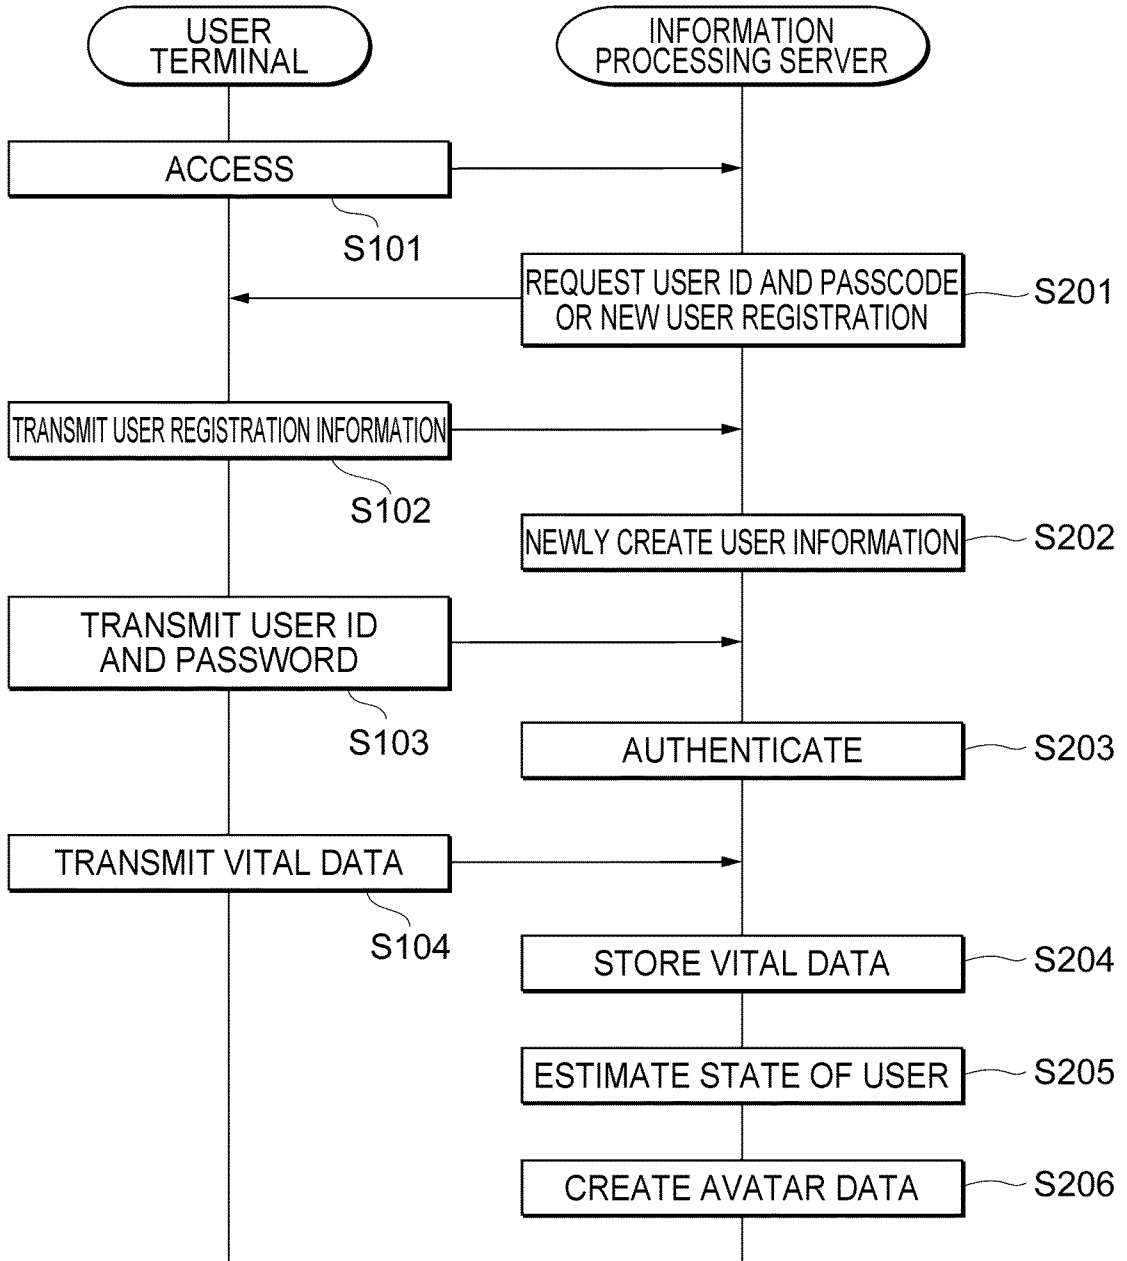 USER
TERMINAL
INFORMATION
PROCESSING SERVER
ACCESS
S101
REQUEST USER ID AND PASSCODE
OR NEW USER REGISTRATION
S201
TRANSMIT USER REGISTRATION INFORMATION
S102
NEWLY CREATE USER INFORMATION
S202
TRANSMIT USER ID
AND PASSWORD
S103
AUTHENTICATE
S203
TRANSMIT VITAL DATA
S104
STORE VITAL DATA
S204
ESTIMATE STATE OF USER
S205
CREATE AVATAR DATA
S206